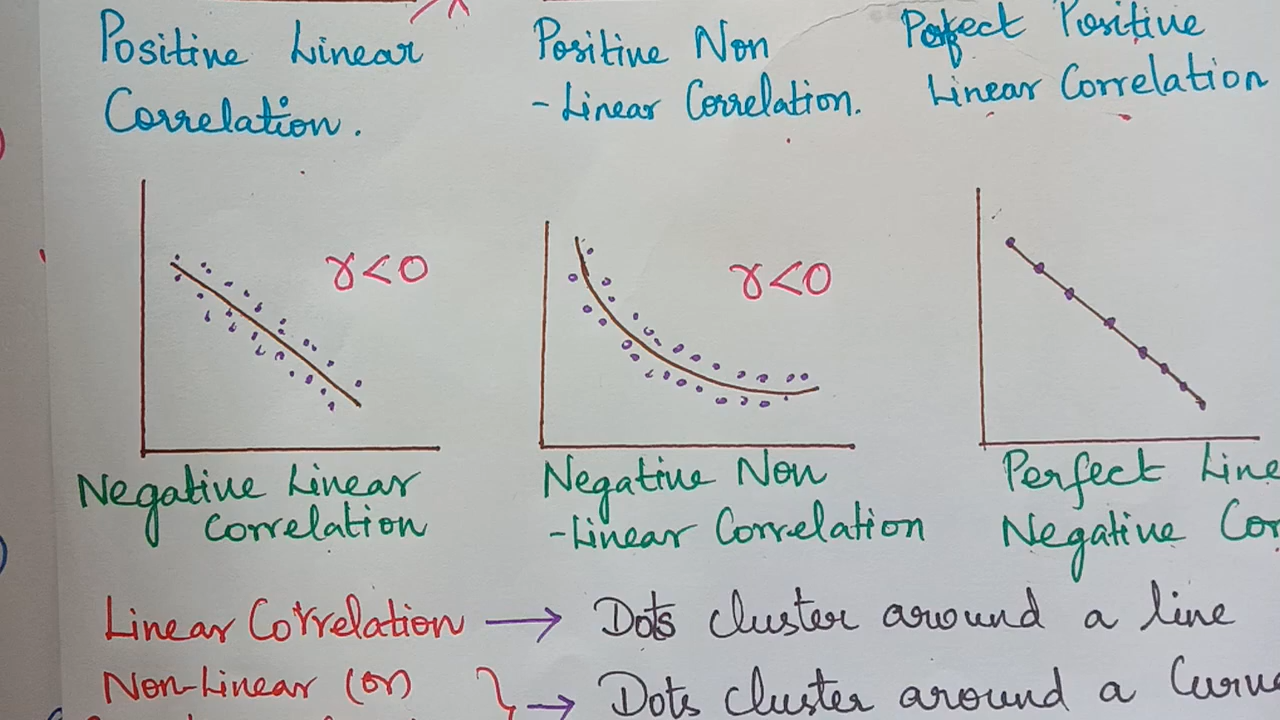 Positive Linear
Correlation.
Positive Non
-Linear Correlation.
Perfect Positive
Linear Correlation
r<0
r<0
Negative Linear
Correlation
Negative Non
-Linear Correlation
Perfect Line
Negative Cor
Linear Correlation → Dots cluster around a line
Non-Linear (or) } → Dots cluster around a Curve